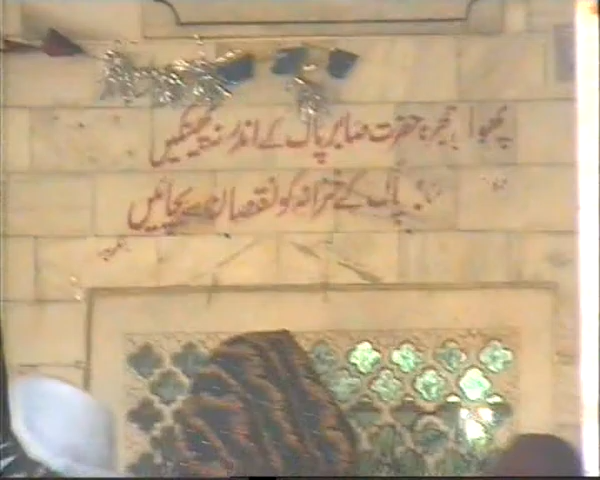 پھول حجرہ حضرت صابر پاک کے اندر نہ پھینکیں
پاک کے خزانہ کو نقصان سے بچائیں